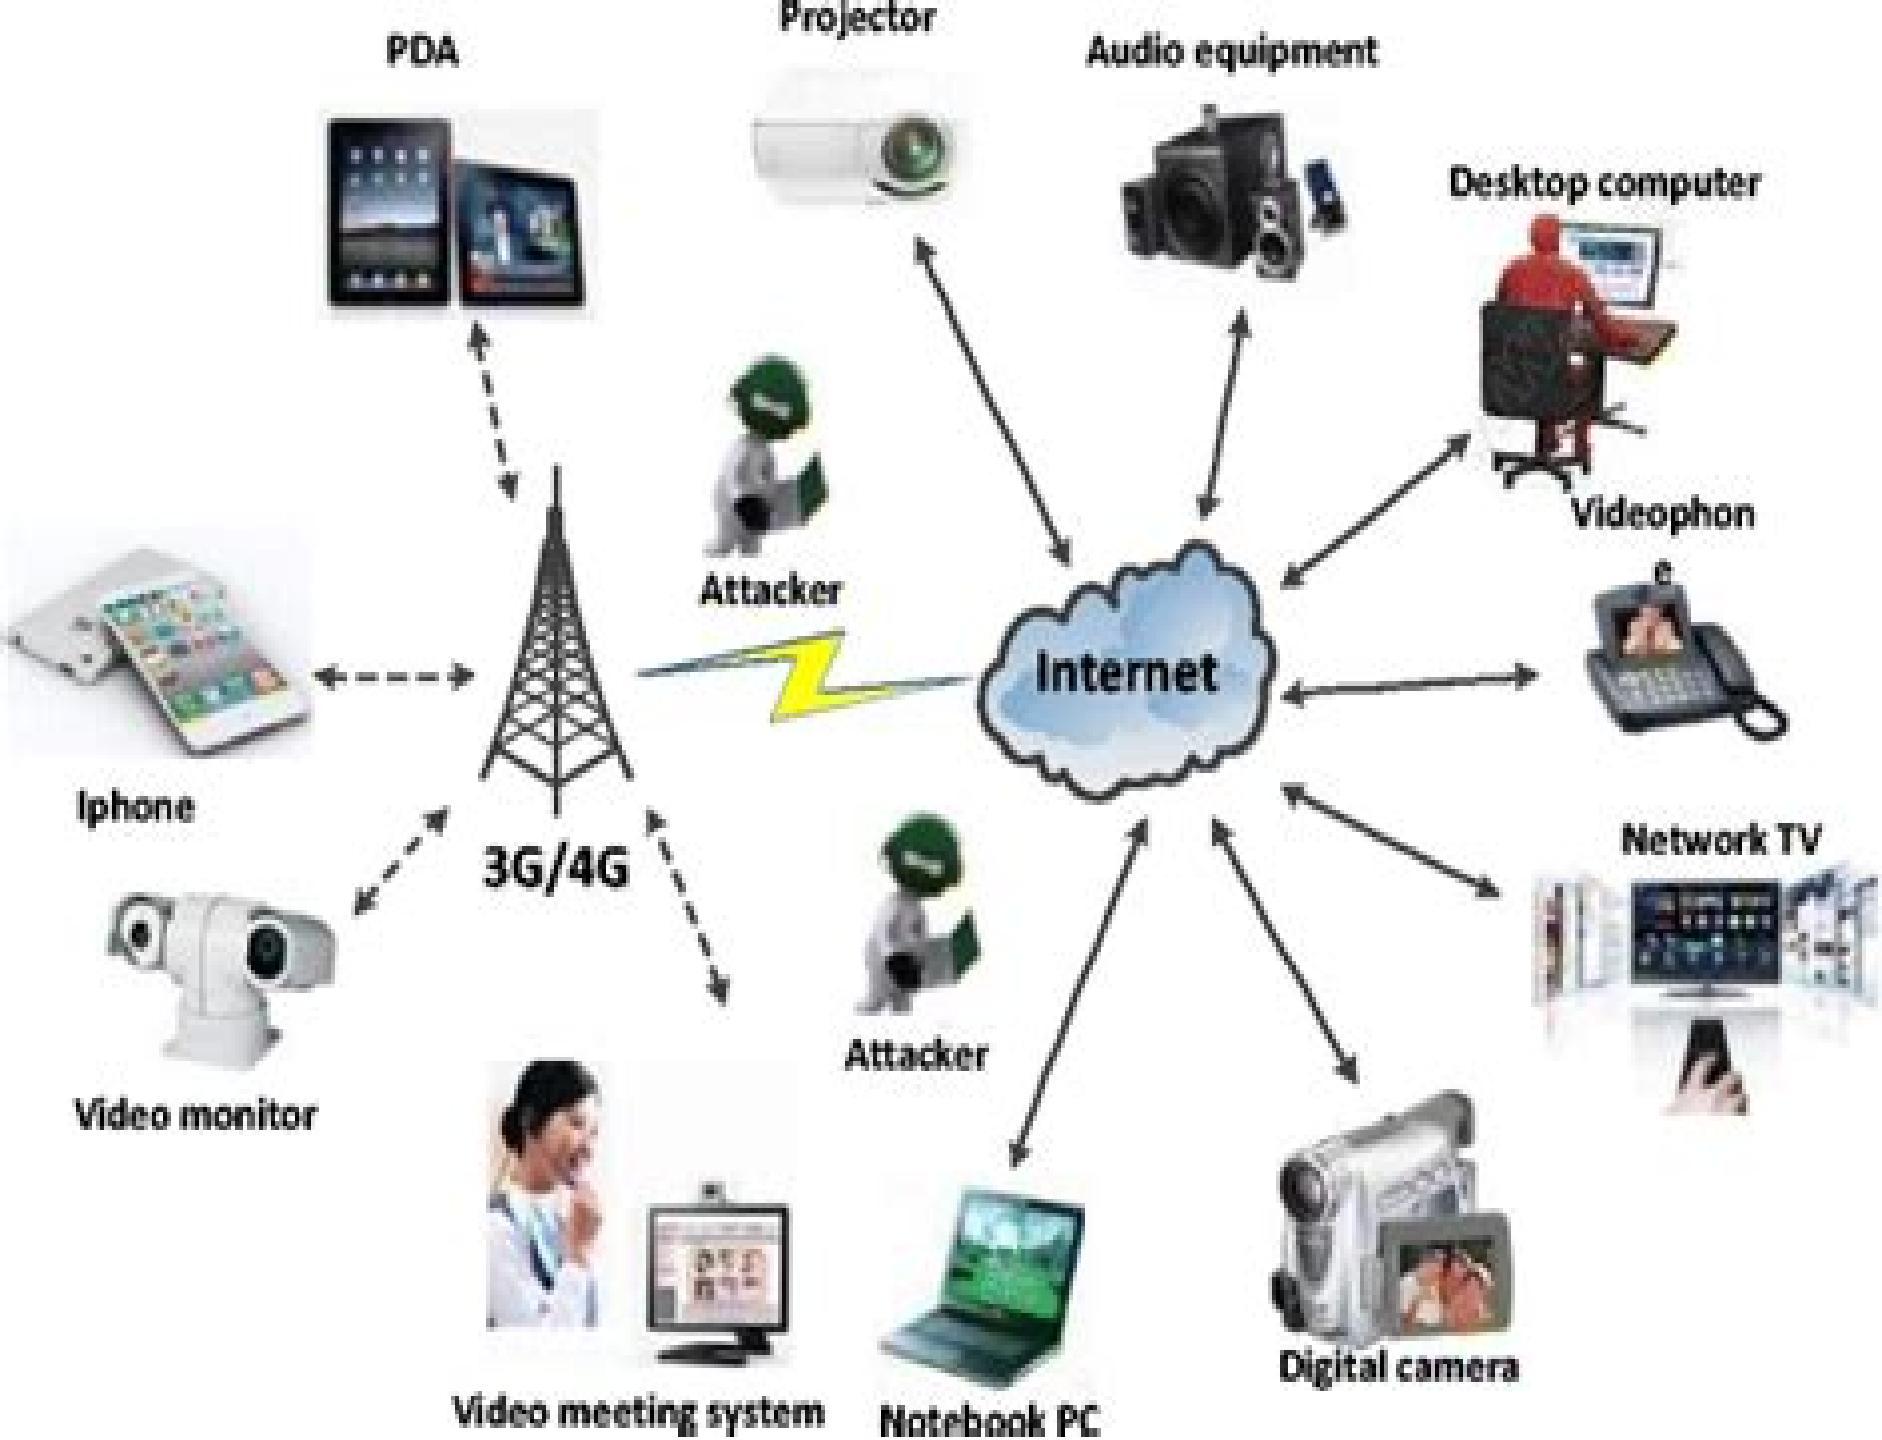 Projector
PDA
Audio equipment
Desktop computer
Videophon
e
Attacker
Internet
Iphone
3G/4G
Network TV
Attacker
Video monitor
Digital camera
Video meeting system
Notebook PC